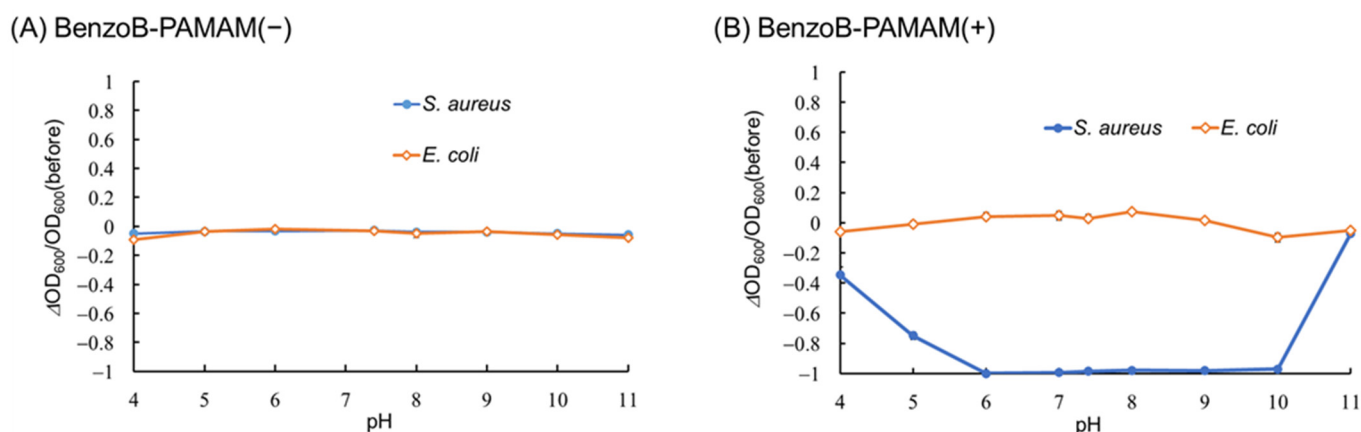 (A) BenzoB-PAMAM(−)
1
0.8
0.6
0.4
0.2
0
−0.2
−0.4
−0.6
−0.8
−1
ΔOD600/OD600(before)
S. aureus
E. coli
4 5 6 7 8 9 10 11
pH
(B) BenzoB-PAMAM(+)
1
0.8
0.6
0.4
0.2
0
−0.2
−0.4
−0.6
−0.8
−1
ΔOD600/OD600(before)
S. aureus E. coli
4 5 6 7 8 9 10 11
pH